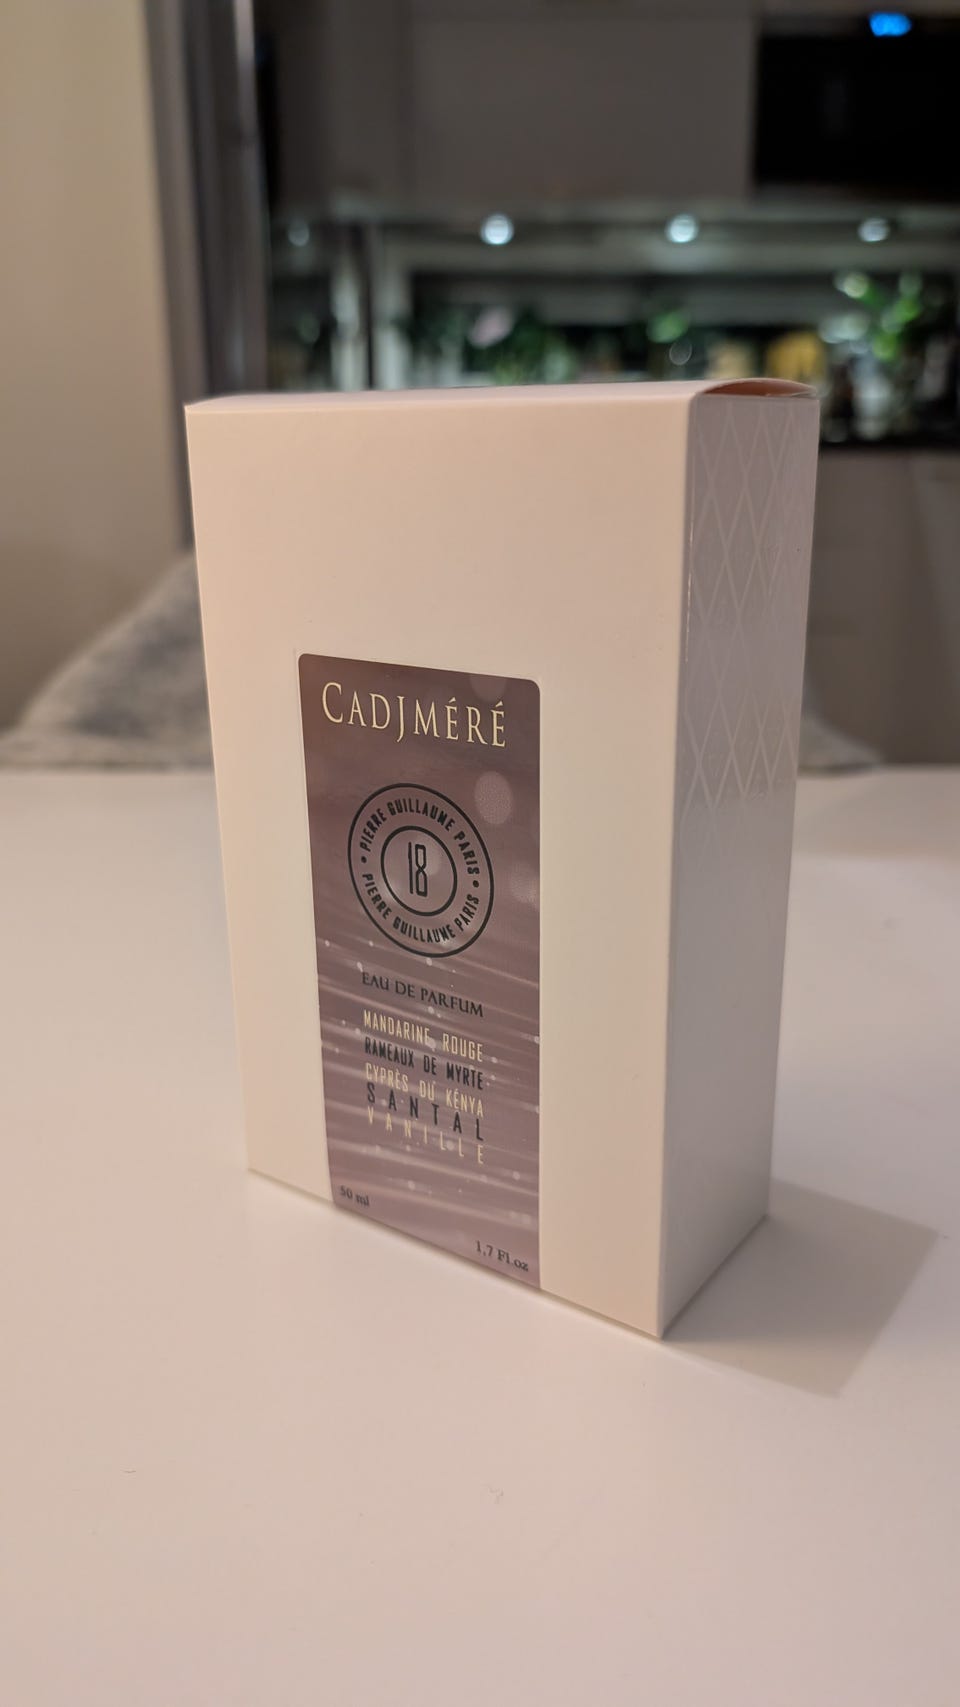 CADJMÉRÉ
PIERRE GUILLAUME PARIS
18
PIERRE GUILLAUME PARIS
EAU DE PARFUM
MANDARINE ROUGE
RAMEAUX DE MYRTE
CYPRÈS DU KÉNYA
SANTAL
VANILLE
50 ml
1,7 Fl.oz